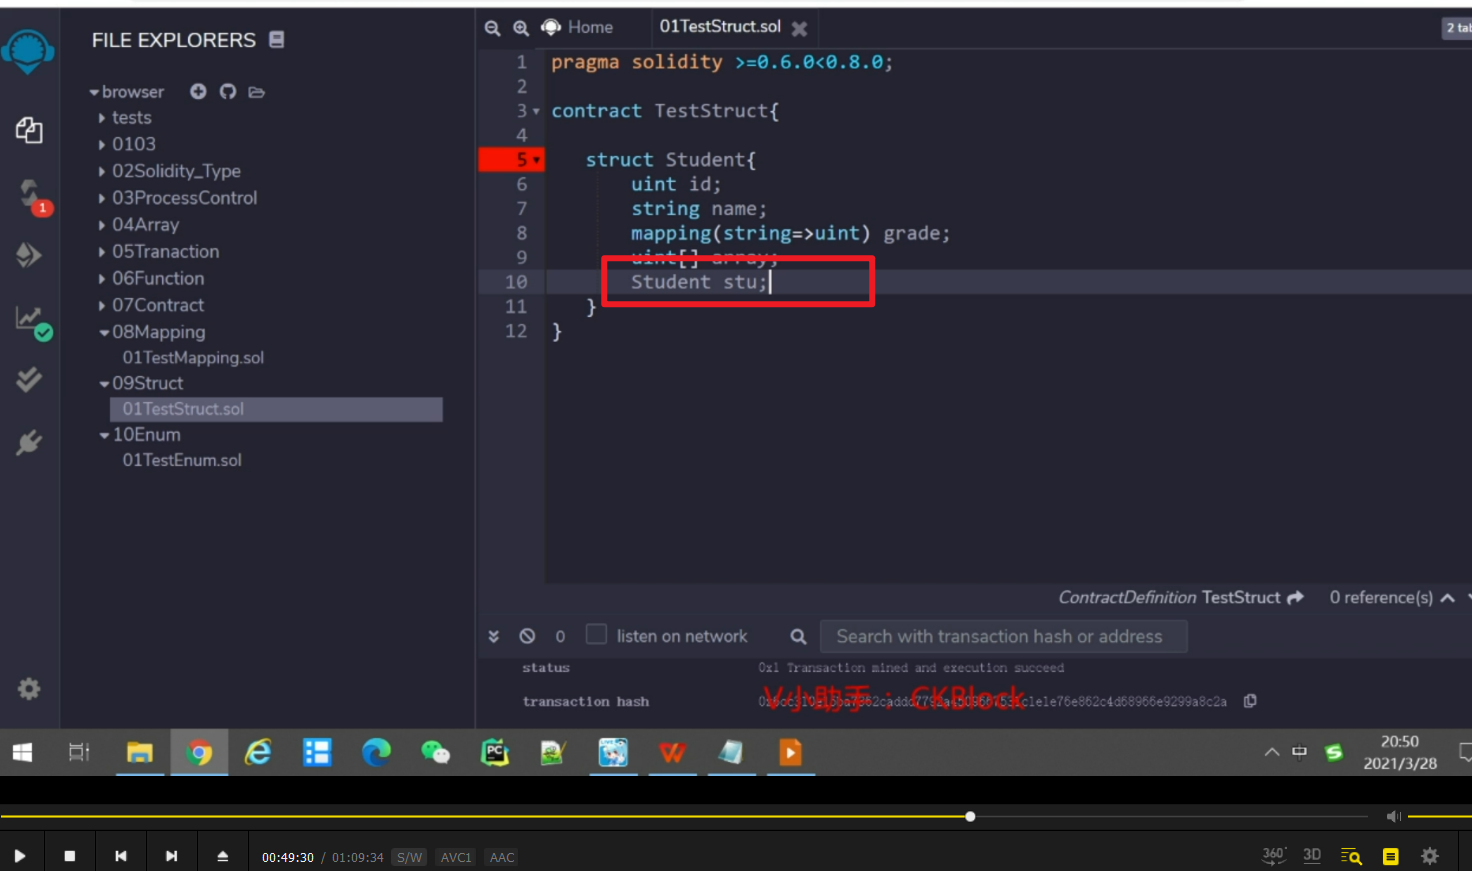 FILE EXPLORERS
browser
tests
0103
02Solidity_Type
03ProcessControl
04Array
05Tranaction
06Function
07Contract
08Mapping
01TestMapping.sol
09Struct
01TestStruct.sol
10Enum
01TestEnum.sol
1
Home
01TestStruct.sol
2 tab
1 pragma solidity >=0.6.0<0.8.0;
2
3 contract TestStruct{
4
5 struct Student{
6 uint id;
7 string name;
8 mapping(string=>uint) grade;
9 uint[] array;
10 Student stu;
11 }
12 }
ContractDefinition TestStruct
0 reference(s)
0
listen on network
Search with transaction hash or address
status 0x1 Transaction mined and execution succeed
transaction hash
V小助手：CKBlock
中
20:50
2021/3/28
00:49:30 / 01:09:34 S/W AVC1 AAC
360°
3D